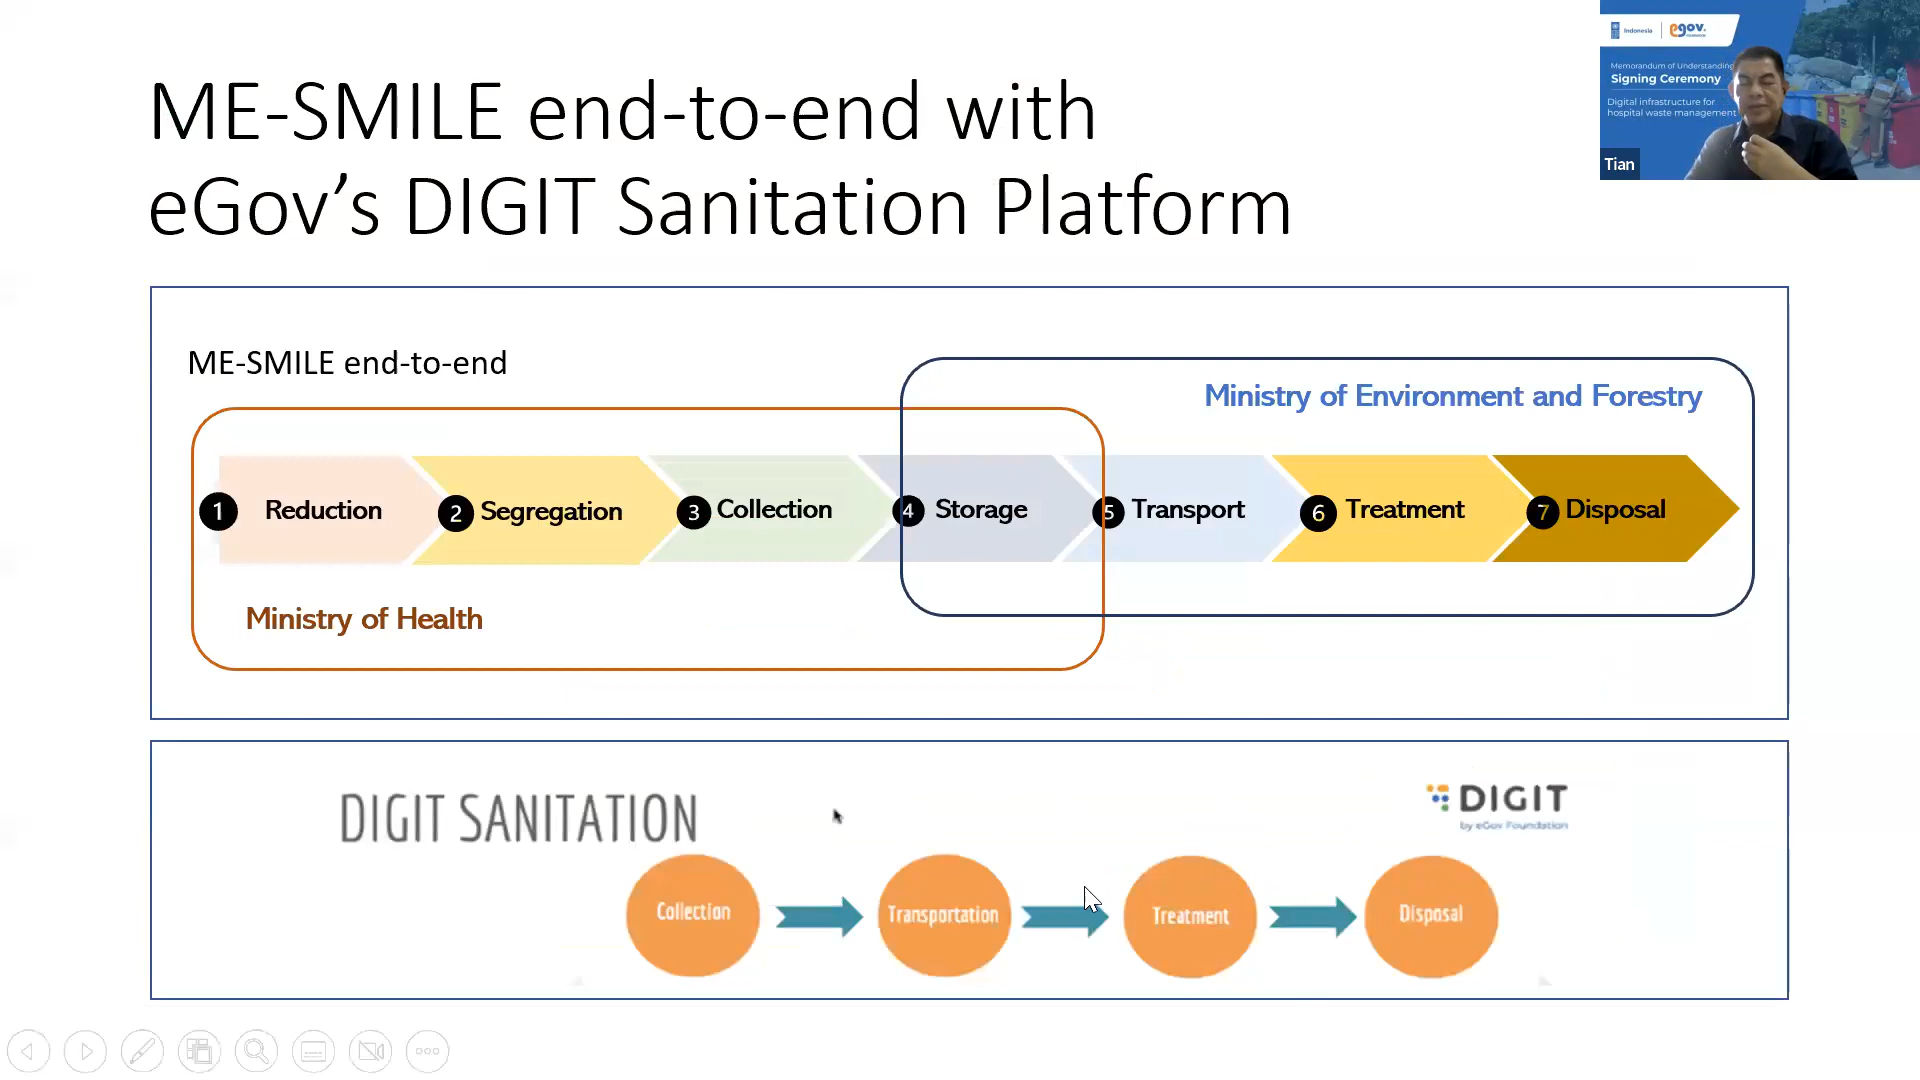 ME-SMILE end-to-end with
eGov’s DIGIT Sanitation Platform
Indonesia
egov.
FOUNDATION
Memorandum of Understanding
Signing Ceremony
Digital infrastructure for
hospital waste management
Tian
ME-SMILE end-to-end
Ministry of Environment and Forestry
1 Reduction
2 Segregation
3 Collection
4 Storage
5 Transport
6 Treatment
7 Disposal
Ministry of Health
DIGIT SANITATION
DIGIT
by eGov Foundation
Collection
Transportation
Treatment
Disposal